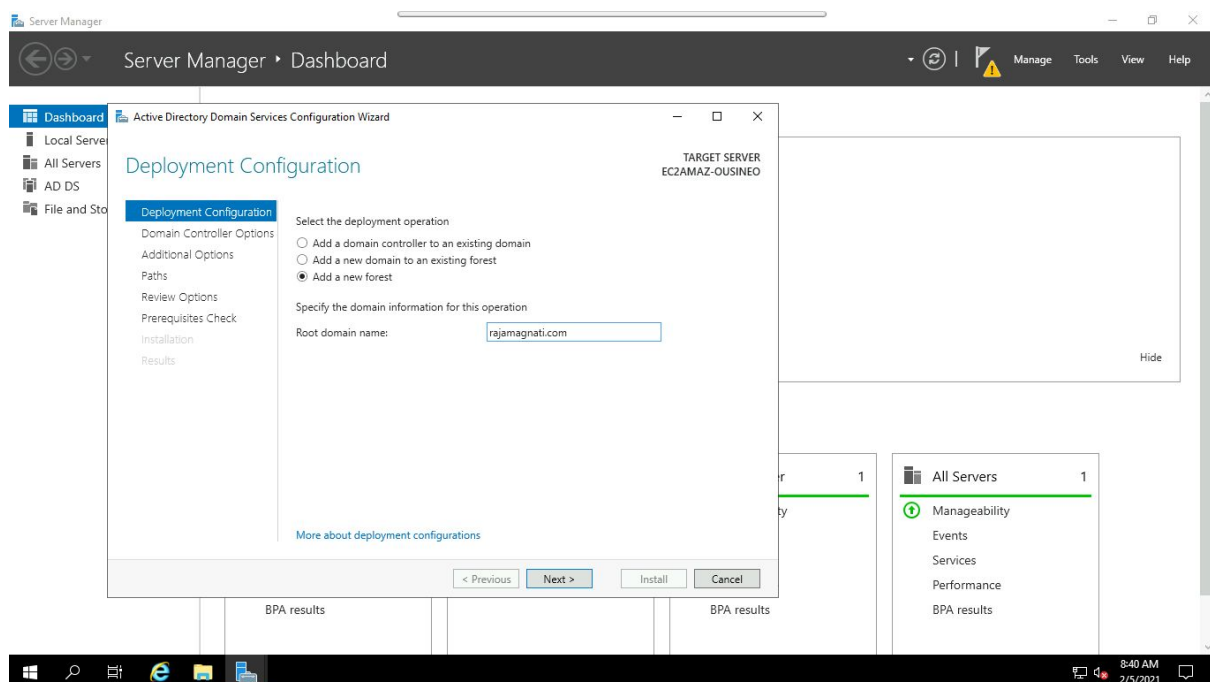 Server Manager
Server Manager ‣ Dashboard
Manage Tools View Help
Dashboard
Local Server
All Servers
AD DS
File and Sto
Active Directory Domain Services Configuration Wizard
Deployment Configuration
TARGET SERVER
EC2AMAZ-OUSINEO
Deployment Configuration
Domain Controller Options
Additional Options
Paths
Review Options
Prerequisites Check
Installation
Results
Select the deployment operation
Add a domain controller to an existing domain
Add a new domain to an existing forest
Add a new forest
Specify the domain information for this operation
Root domain name: rajamagnati.com
More about deployment configurations
< Previous Next > Install Cancel
Hide
BPA results
r 1
ty
BPA results
All Servers 1
Manageability
Events
Services
Performance
BPA results
8:40 AM
2/5/2021